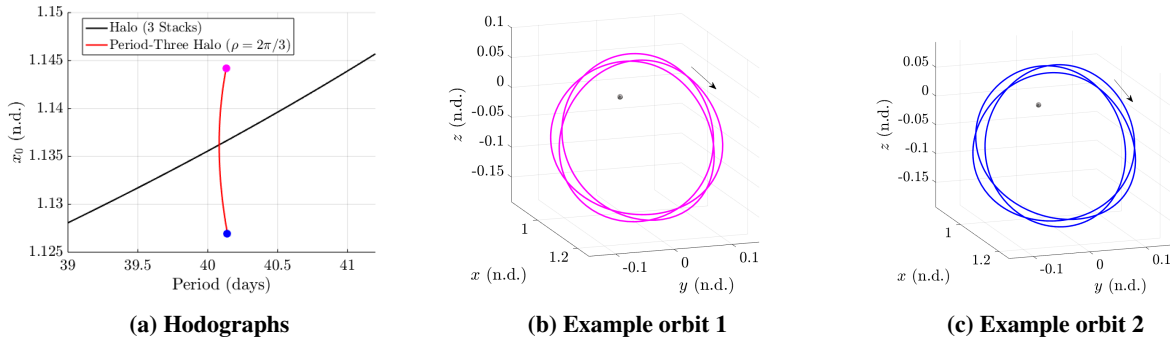 1.15
1.145
1.14
1.135
1.13
1.125
x₀ (n.d.)
39
39.5
40
40.5
41
Period (days)
Halo (3 Stacks)
Period-Three Halo (ρ = 2π/3)
(a) Hodographs
0.1
0.05
0
-0.05
-0.1
-0.15
z (n.d.)
1
1.2
x (n.d.)
-0.1
0
0.1
y (n.d.)
(b) Example orbit 1
0.05
0
-0.05
-0.1
-0.15
z (n.d.)
1
1.2
x (n.d.)
-0.1
0
0.1
y (n.d.)
(c) Example orbit 2